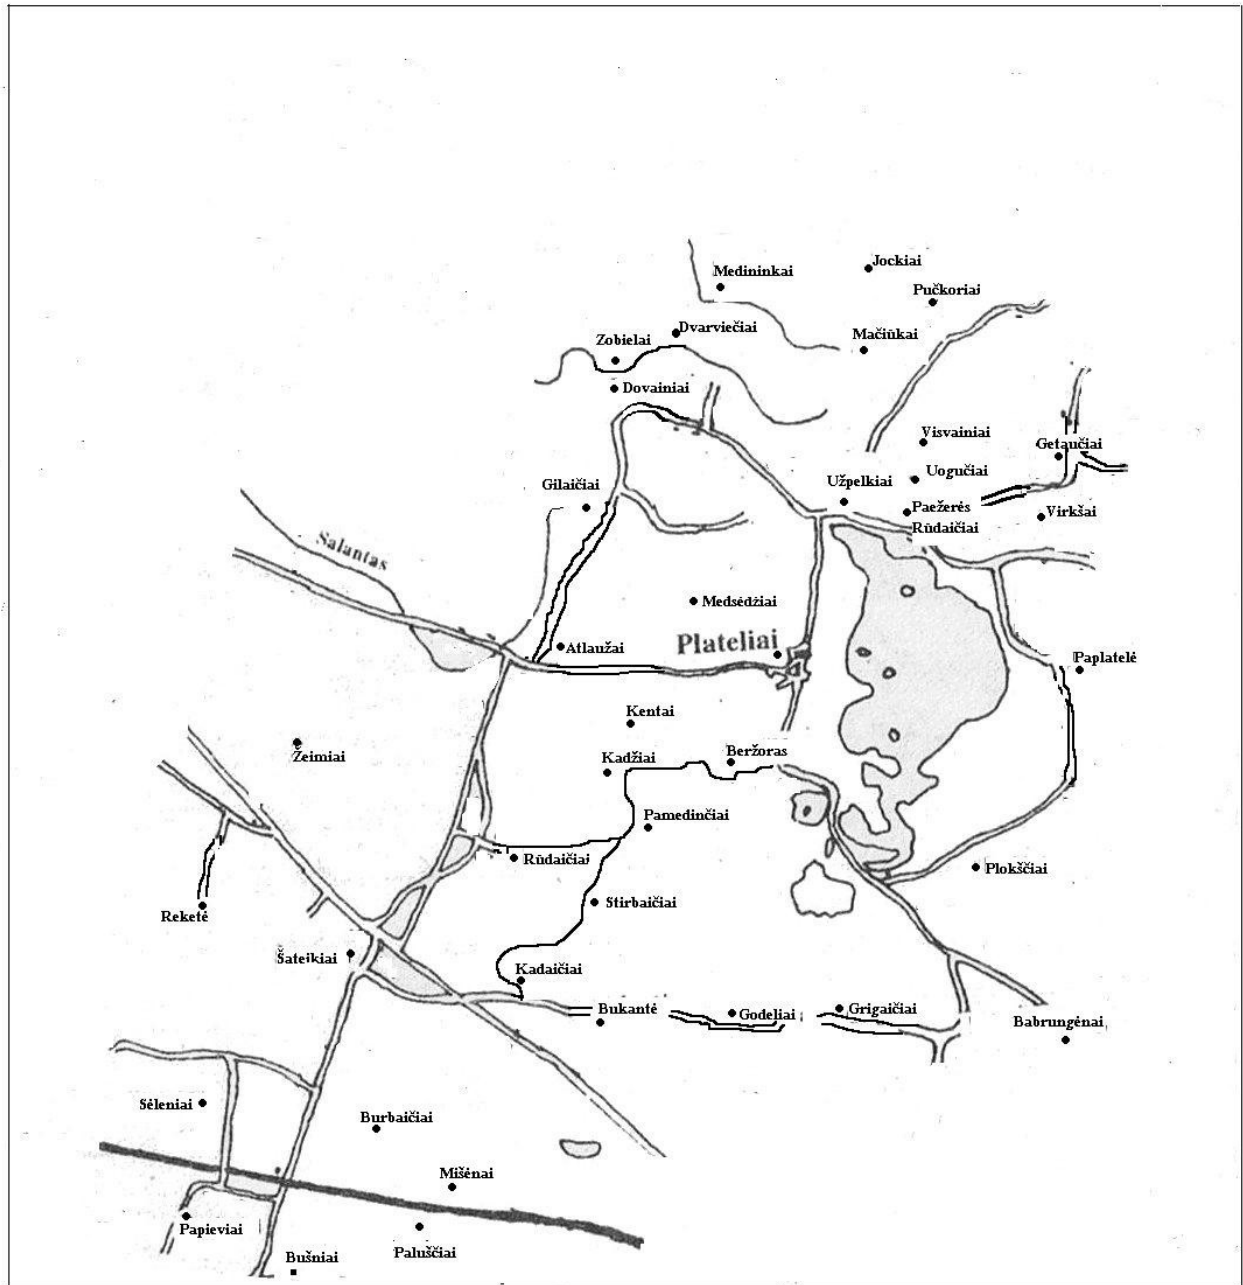 Jockiai
Medininkai
Pučkoriai
Dvarviečiai
Mačiūkai
Zobielai
Dovainiai
Visvainiai
Getaučiai
Uogučiai
Gilaičiai
Užpelkiai
Paežerės
Rūdaičiai
Virkšai
Salantas
Medsėdžiai
Atlaužai
Plateliai
Paplatelė
Kentai
Žeimiai
Beržoras
Kadžiai
Pamedinčiai
Rūdaičiai
Plokščiai
Stirbaičiai
Reketė
Šateikiai
Kadaičiai
Bukantė
Godeliai
Grigaičiai
Babrungėnai
Sėleniai
Burbaičiai
Mišėnai
Papieviai
Paluščiai
Bušniai